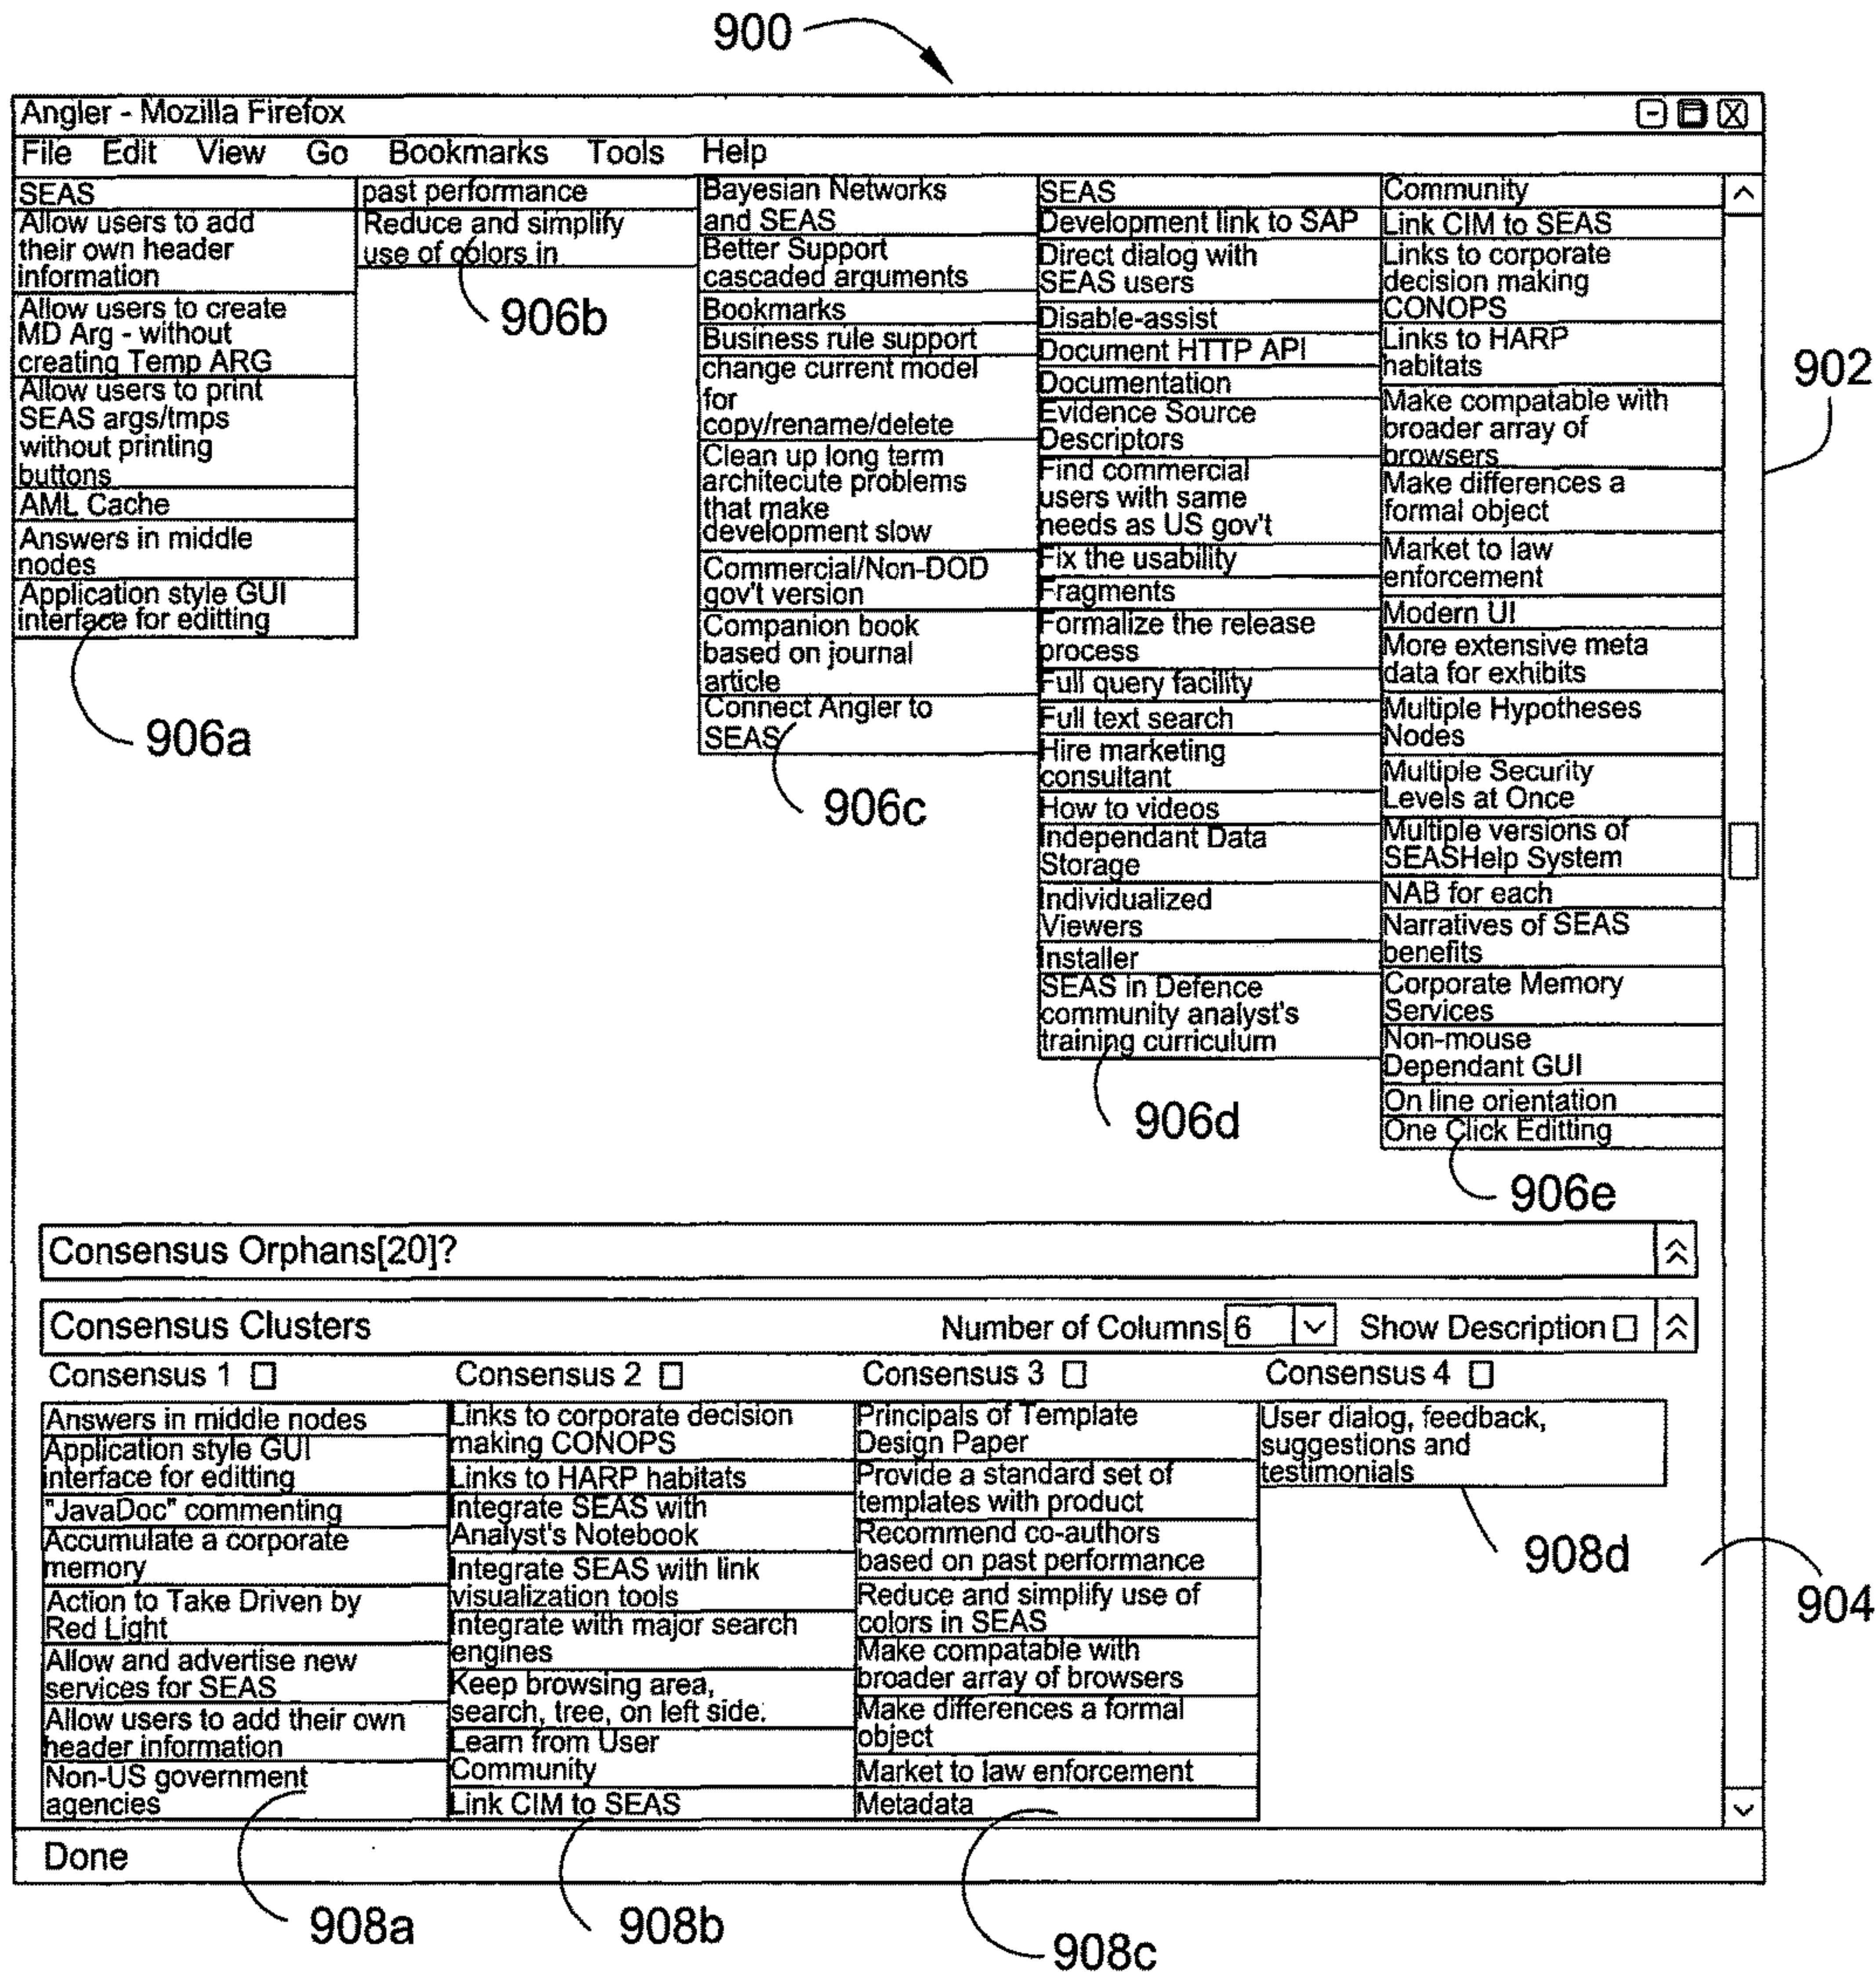 900
Angler - Mozilla Firefox
File Edit View Go Bookmarks Tools Help
SEAS
Allow users to add
their own header
information
Allow users to create
MD Arg - without
creating Temp ARG
Allow users to print
SEAS args/tmps
without printing
buttons
AML Cache
Answers in middle
nodes
Application style GUI
interface for editting
906a
past performance
Reduce and simplify
use of colors in
906b
Bayesian Networks
and SEAS
Better Support
cascaded arguments
Bookmarks
Business rule support
change current model
for
copy/rename/delete
Clean up long term
architecute problems
that make
development slow
Commercial/Non-DOD
gov't version
Companion book
based on journal
article
Connect Angler to
SEAS
906c
SEAS
Development link to SAP
Direct dialog with
SEAS users
Disable-assist
Document HTTP API
Documentation
Evidence Source
Descriptors
Find commercial
users with same
needs as US gov't
Fix the usability
Fragments
Formalize the release
process
Full query facility
Full text search
Hire marketing
consultant
How to videos
Independant Data
Storage
Individualized
Viewers
Installer
SEAS in Defence
community analyst's
training curriculum
906d
Community
Link CIM to SEAS
Links to corporate
decision making
CONOPS
Links to HARP
habitats
Make compatable with
broader array of
browsers
Make differences a
formal object
Market to law
enforcement
Modern UI
More extensive meta
data for exhibits
Multiple Hypotheses
Nodes
Multiple Security
Levels at Once
Multiple versions of
SEASHelp System
NAB for each
Narratives of SEAS
benefits
Corporate Memory
Services
Non-mouse
Dependant GUI
On line orientation
One Click Editting
906e
902
Consensus Orphans[20]?
Consensus Clusters Number of Columns 6 Show Description
Consensus 1
Answers in middle nodes
Application style GUI
interface for editting
"JavaDoc" commenting
Accumulate a corporate
memory
Action to Take Driven by
Red Light
Allow and advertise new
services for SEAS
Allow users to add their own
header information
Non-US government
agencies
Consensus 2
Links to corporate decision
making CONOPS
Links to HARP habitats
Integrate SEAS with
Analyst's Notebook
Integrate SEAS with link
visualization tools
Integrate with major search
engines
Keep browsing area,
search, tree, on left side.
Learn from User
Community
Link CIM to SEAS
Consensus 3
Principals of Template
Design Paper
Provide a standard set of
templates with product
Recommend co-authors
based on past performance
Reduce and simplify use of
colors in SEAS
Make compatable with
broader array of browsers
Make differences a formal
object
Market to law enforcement
Metadata
Consensus 4
User dialog, feedback,
suggestions and
testimonials
908d
904
Done
908a
908b
908c